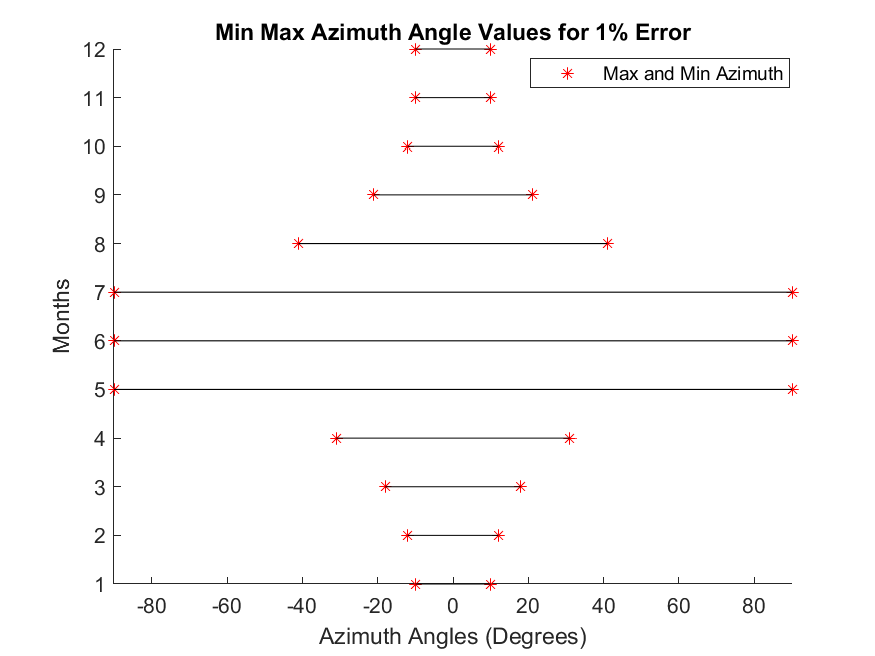 Min Max Azimuth Angle Values for 1% Error
12
Max and Min Azimuth
11
10
9
8
7
6
5
4
3
2
1
Months
-80 -60 -40 -20 0 20 40 60 80
Azimuth Angles (Degrees)